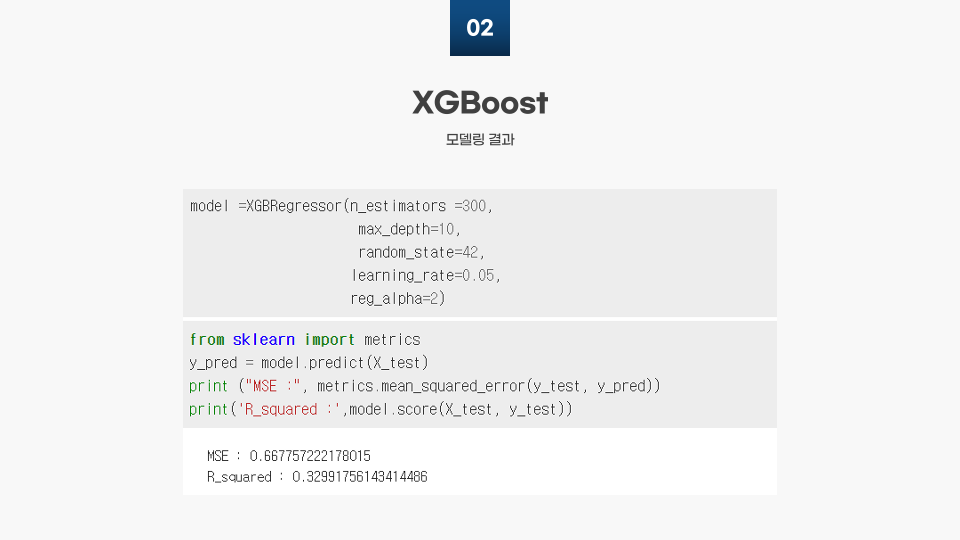 02
XGBoost
모델링 결과
model =XGBRegressor(n_estimators =300,
max_depth=10,
random_state=42,
learning_rate=0.05,
reg_alpha=2)
from sklearn import metrics
y_pred = model.predict(X_test)
print ("MSE :", metrics.mean_squared_error(y_test, y_pred))
print('R_squared :',model.score(X_test, y_test))
MSE : 0.667757222178015
R_squared : 0.32991756143414486